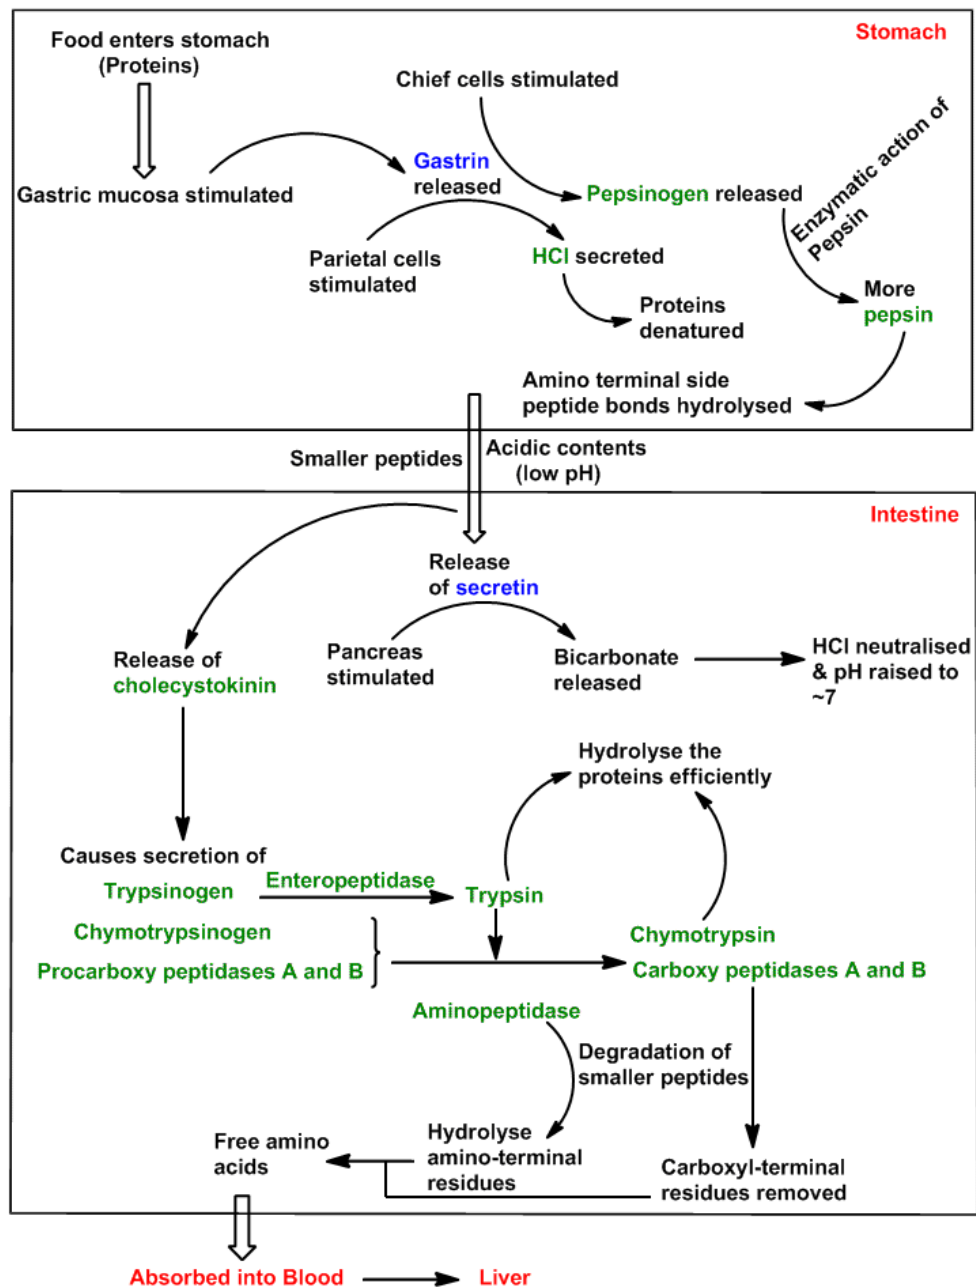 Stomach
Food enters stomach
(Proteins)
Chief cells stimulated
Enzymatic action of
Pepsin
Gastrin
released
Gastric mucosa stimulated
Pepsinogen released
Parietal cells
stimulated
HCl secreted
More
pepsin
Proteins
denatured
Amino terminal side
peptide bonds hydrolysed
Smaller peptides
Acidic contents
(low pH)
Intestine
Release
of secretin
Release of
cholecystokinin
Pancreas
stimulated
Bicarbonate
released
HCl neutralised
& pH raised to
~7
Hydrolyse the
proteins efficiently
Causes secretion of
Trypsinogen
Enteropeptidase
Trypsin
Chymotrypsinogen
Procarboxy peptidases A and B
Chymotrypsin
Carboxy peptidases A and B
Aminopeptidase
Degradation of
smaller peptides
Free amino
acids
Hydrolyse
amino-terminal
residues
Carboxyl-terminal
residues removed
Absorbed into Blood
Liver